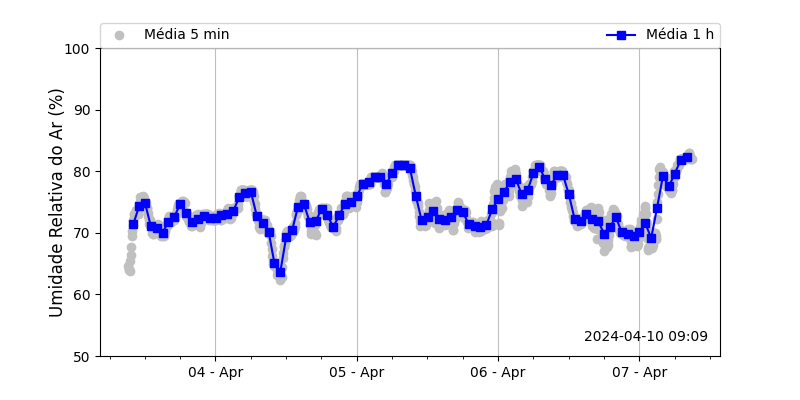 Média 5 min
Média 1 h
100
90
80
70
60
50
Umidade Relativa do Ar (%)
2024-04-10 09:09
04 - Apr
05 - Apr
06 - Apr
07 - Apr